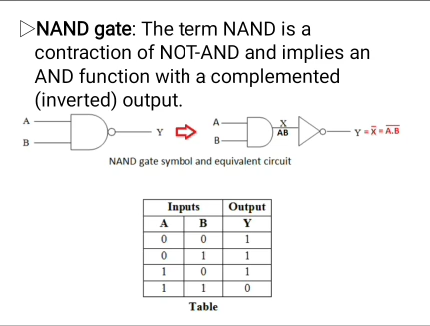 NAND gate: The term NAND is a
contraction of NOT-AND and implies an
AND function with a complemented
(inverted) output.
A
B
Y
A
B
X
AB
Y = X̅ = A̅.̅B̅
NAND gate symbol and equivalent circuit
Inputs Output
A B Y
0 0 1
0 1 1
1 0 1
1 1 0
Table